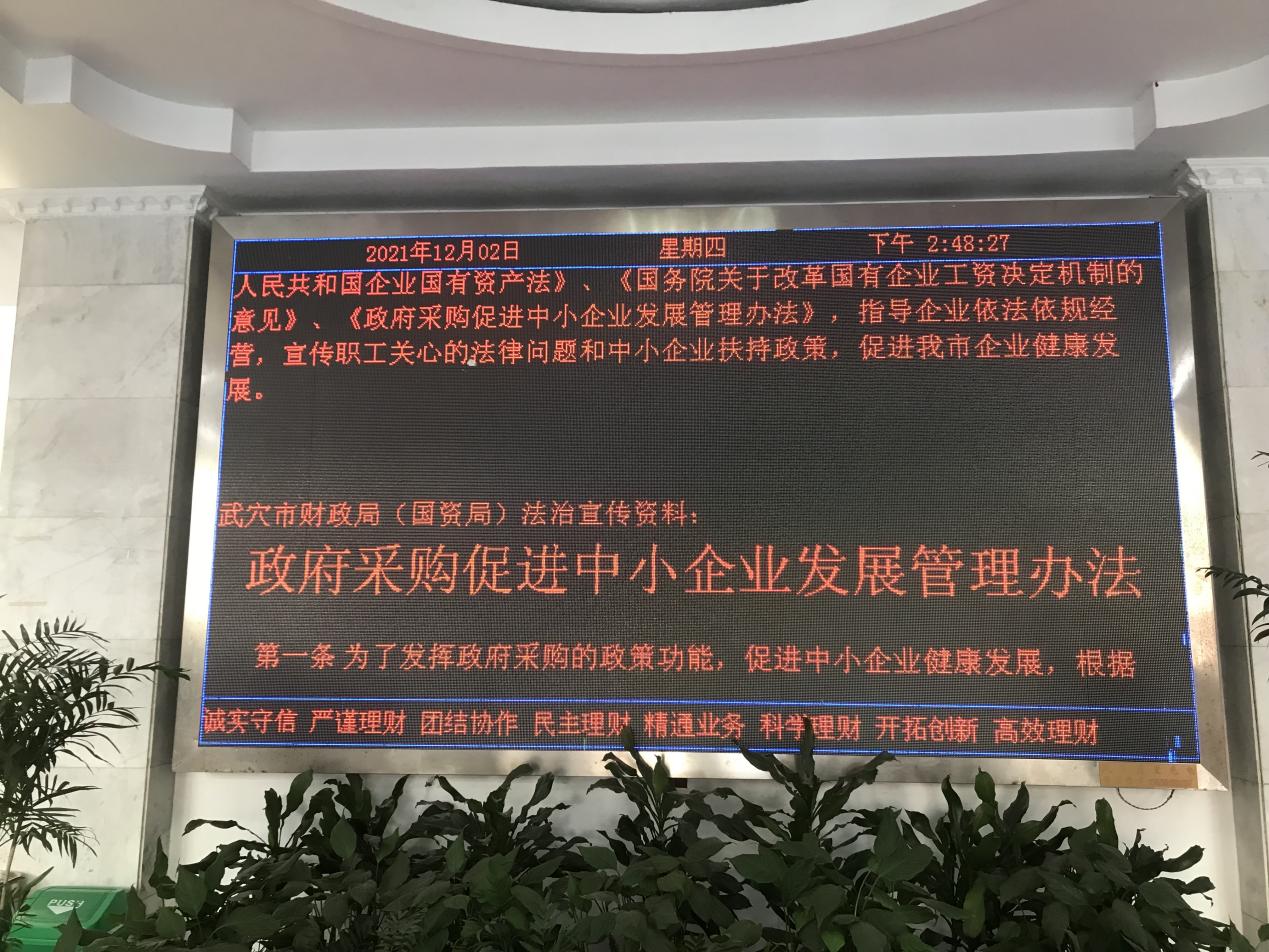 2021年12月02日 星期四 下午 2:48:27
人民共和国企业国有资产法》、《国务院关于改革国有企业工资决定机制的
意见》、《政府采购促进中小企业发展管理办法》，指导企业依法依规经
营，宣传职工关心的法律问题和中小企业扶持政策，促进我市企业健康发
展。
武穴市财政局（国资局）法治宣传资料：
政府采购促进中小企业发展管理办法
第一条 为了发挥政府采购的政策功能，促进中小企业健康发展，根据
诚实守信 严谨理财 团结协作 民主理财 精通业务 科学理财 开拓创新 高效理财
PUSH